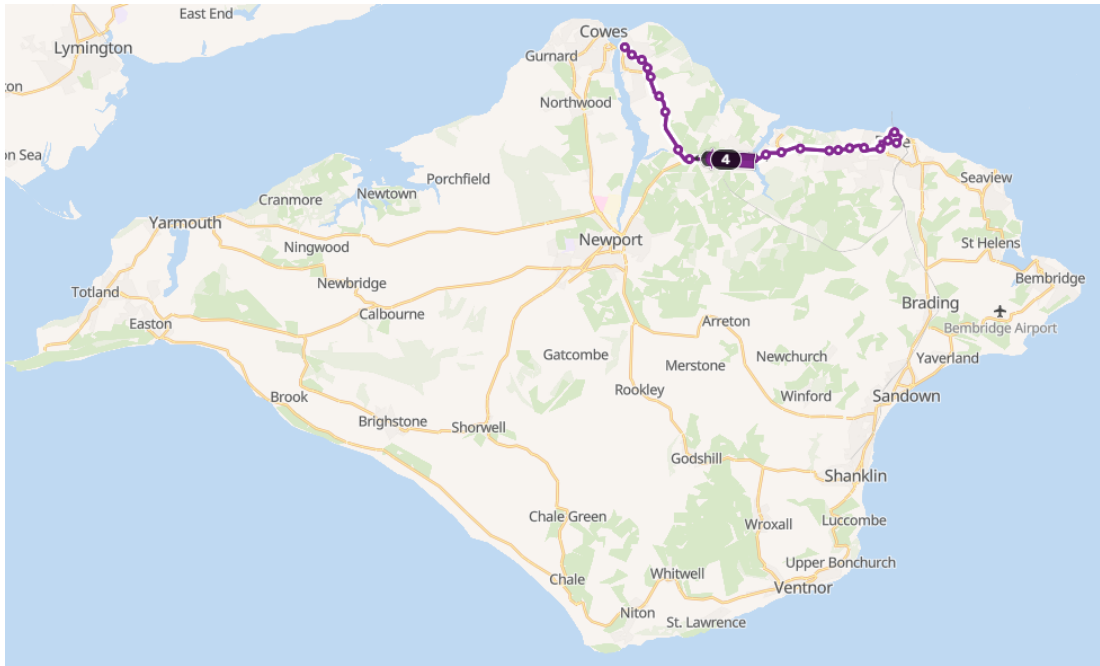 East End
Cowes
Lymington
Gurnard
Northwood
on Sea
4
Seaview
Porchfield
Newtown
Cranmore
Yarmouth
Newport
St Helens
Ningwood
Bembridge
Newbridge
Totland
Brading
Calbourne
Arreton
Easton
Bembridge Airport
Gatcombe
Newchurch
Yaverland
Merstone
Rookley
Brook
Winford
Sandown
Brighstone
Shorwell
Godshill
Shanklin
Chale Green
Wroxall
Luccombe
Upper Bonchurch
Whitwell
Chale
Ventnor
Niton
St. Lawrence